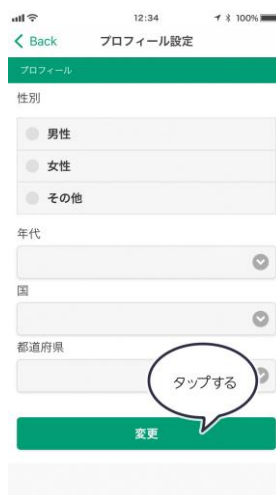 12:34
100%
Back
プロフィール設定
プロフィール
性別
男性
女性
その他
年代
国
都道府県
タップする
変更